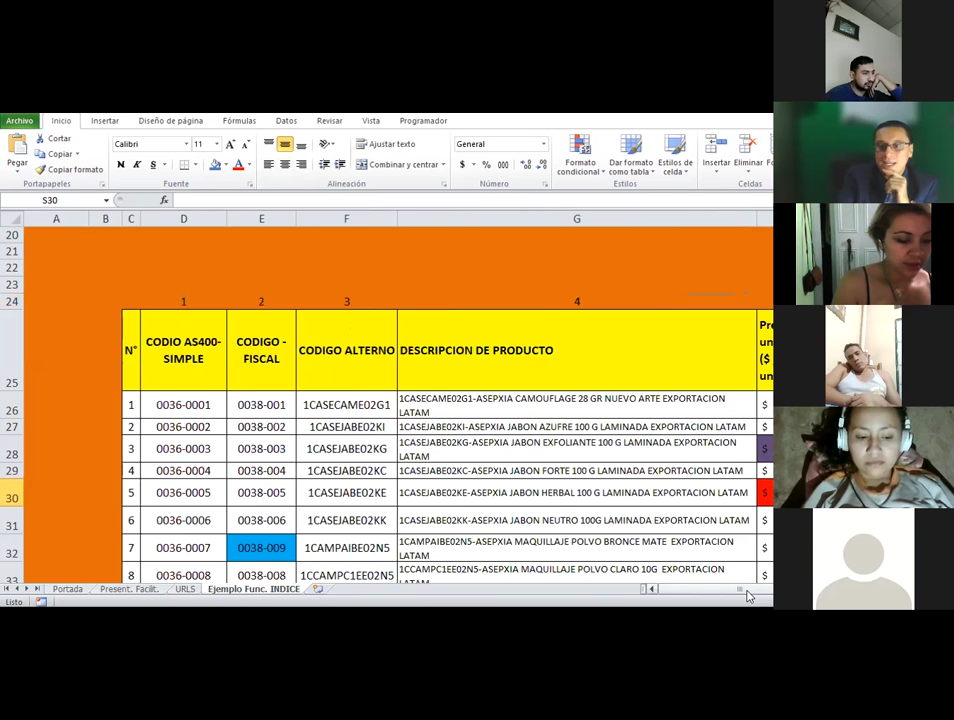 Archivo Inicio Insertar Diseño de página Fórmulas Datos Revisar Vista Programador
Cortar
Copiar
Copiar formato
Pegar
Portapapeles
Calibri 11
N K S
Fuente
Ajustar texto
Combinar y centrar
Alineación
General
$ % 000
Número
Formato condicional
Dar formato como tabla
Estilos de celda
Estilos
Insertar Eliminar
Celdas
S30 fx
A B C D E F G
20
21
22
23
24 1 2 3 4
25 N° CODIO AS400-SIMPLE CODIGO - FISCAL CODIGO ALTERNO DESCRIPCION DE PRODUCTO Pre un ($ un
26 1 0036-0001 0038-001 1CASECAME02G1 1CASECAME02G1-ASEPXIA CAMOUFLAGE 28 GR NUEVO ARTE EXPORTACION LATAM $
27 2 0036-0002 0038-002 1CASEJABE02KI 1CASEJABE02KI-ASEPXIA JABON AZUFRE 100 G LAMINADA EXPORTACION LATAM $
28 3 0036-0003 0038-003 1CASEJABE02KG 1CASEJABE02KG-ASEPXIA JABON EXFOLIANTE 100 G LAMINADA EXPORTACION LATAM $
29 4 0036-0004 0038-004 1CASEJABE02KC 1CASEJABE02KC-ASEPXIA JABON FORTE 100 G LAMINADA EXPORTACION LATAM $
30 5 0036-0005 0038-005 1CASEJABE02KE 1CASEJABE02KE-ASEPXIA JABON HERBAL 100 G LAMINADA EXPORTACION LATAM $
31 6 0036-0006 0038-006 1CASEJABE02KK 1CASEJABE02KK-ASEPXIA JABON NEUTRO 100G LAMINADA EXPORTACION LATAM $
32 7 0036-0007 0038-009 1CAMPAIBE02N5 1CAMPAIBE02N5-ASEPXIA MAQUILLAJE POLVO BRONCE MATE EXPORTACION LATAM $
33 8 0036-0008 0038-008 1CCAMPC1EE02N5 1CCAMPC1EE02N5-ASEPXIA MAQUILLAJE POLVO CLARO 10G EXPORTACION LATAM $
Portada Present. Facilit. URLS Ejemplo Func. INDICE
Listo